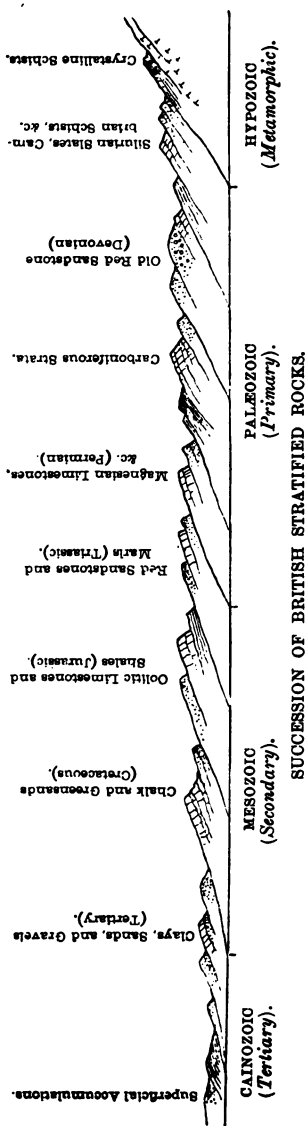 Superficial Accumulations.
Clays, Sands, and Gravels
(Tertiary).
Chalk and Greensands
(Cretaceous).
Oolitic Limestones and
Shales (Jurassic).
Red Sandstones and
Marls (Triassic).
Magnesian Limestones,
&c. (Permian).
Carboniferous Strata.
Old Red Sandstone
(Devonian)
Silurian Slates, Cam-
brian Schists, &c.
Crystalline Schists.
CAINOZOIC
(Tertiary).
MESOZOIC
(Secondary).
PALÆOZOIC
(Primary).
HYPOZOIC
(Metamorphic).
SUCCESSION OF BRITISH STRATIFIED ROCKS.